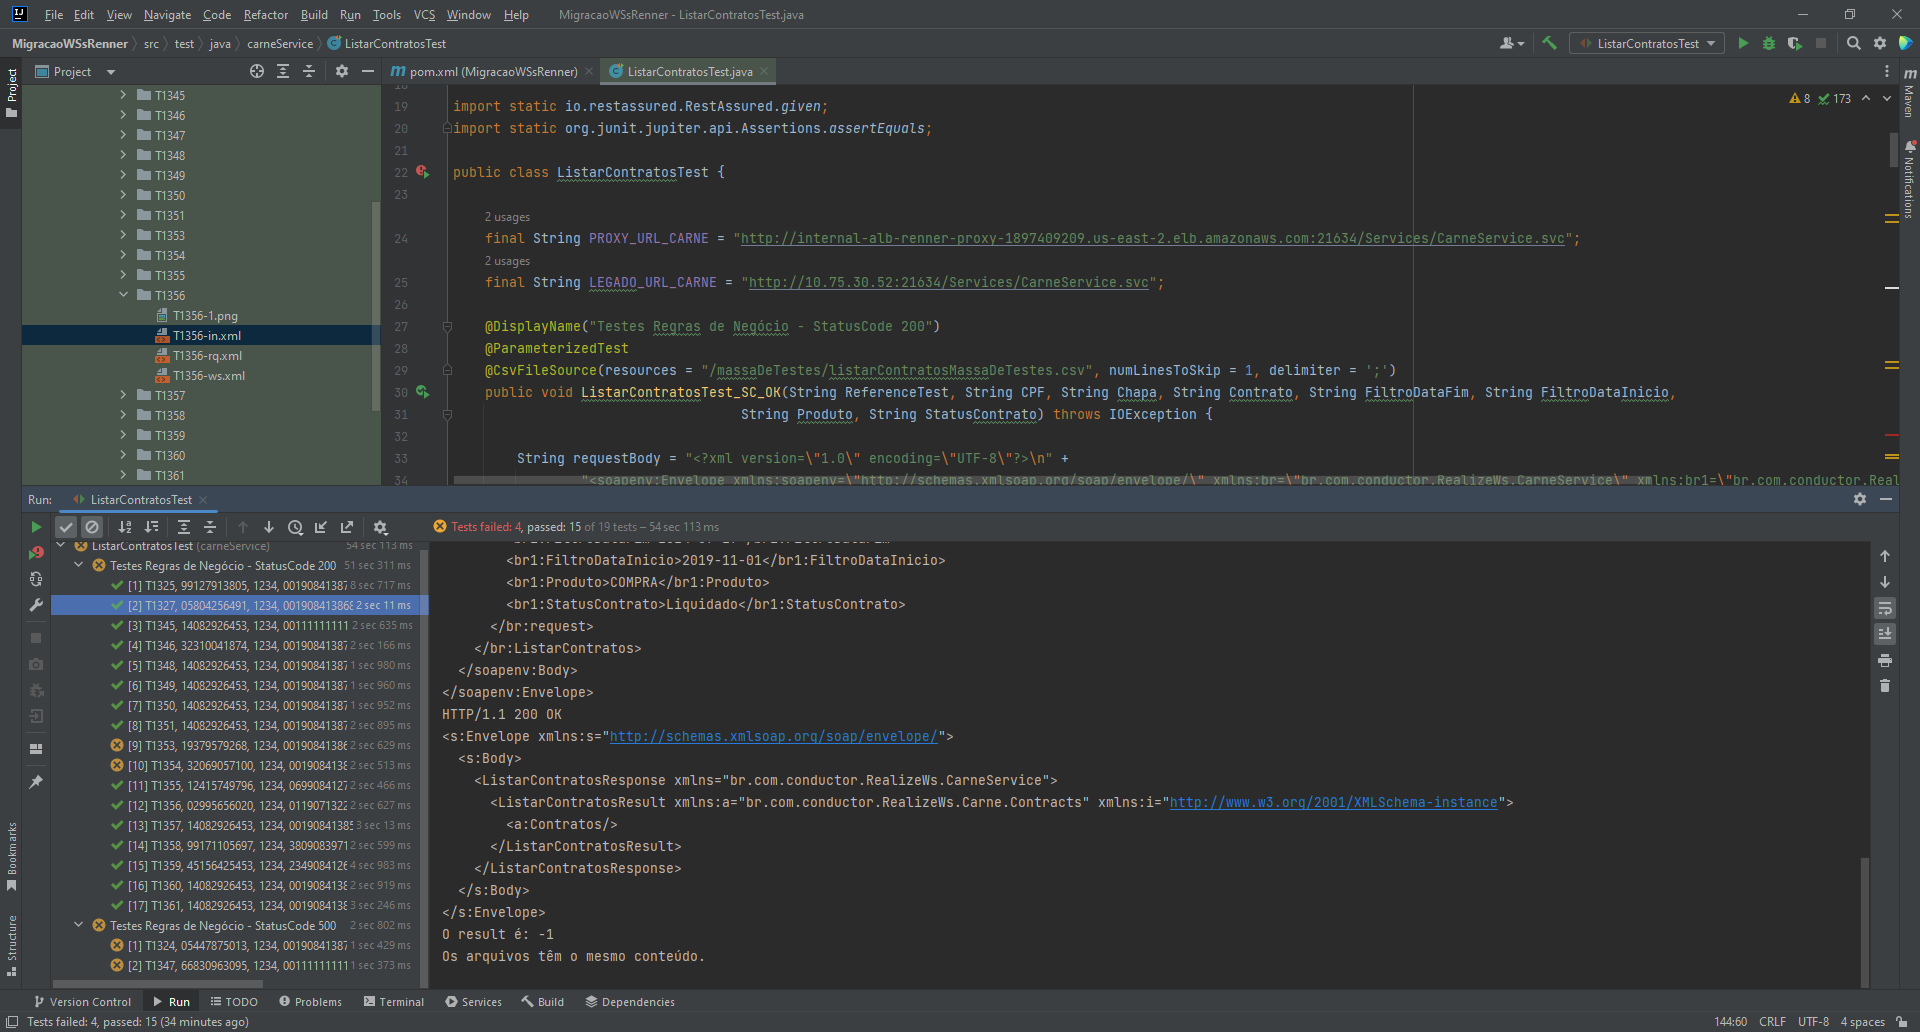 File Edit View Navigate Code Refactor Build Run Tools VCS Window Help MigracaoWSsRenner - ListarContratosTest.java
MigracaoWSsRenner src test java carneService ListarContratosTest
ListarContratosTest
Project
Project
pom.xml (MigracaoWSsRenner)
ListarContratosTest.java
Maven
Notifications
T1345
T1346
T1347
T1348
T1349
T1350
T1351
T1353
T1354
T1355
T1356
T1356-1.png
T1356-in.xml
T1356-rq.xml
T1356-ws.xml
T1357
T1358
T1359
T1360
T1361
8 173
18
19 import static io.restassured.RestAssured.given;
20 import static org.junit.jupiter.api.Assertions.assertEquals;
21
22 public class ListarContratosTest {
23
2 usages
24 final String PROXY_URL_CARNE = "http://internal-alb-renner-proxy-1897409209.us-east-2.elb.amazonaws.com:21634/Services/CarneService.svc";
2 usages
25 final String LEGADO_URL_CARNE = "http://10.75.30.52:21634/Services/CarneService.svc";
26
27 @DisplayName("Testes Regras de Negócio - StatusCode 200")
28 @ParameterizedTest
29 @CsvFileSource(resources = "/massaDeTestes/listarContratosMassaDeTestes.csv", numLinesToSkip = 1, delimiter = ';')
30 public void ListarContratosTest_SC_OK(String ReferenceTest, String CPF, String Chapa, String Contrato, String FiltroDataFim, String FiltroDataInicio,
31 String Produto, String StatusContrato) throws IOException {
32
33 String requestBody = "<?xml version=\"1.0\" encoding=\"UTF-8\"?>\n" +
34 "<soapenv:Envelope xmlns:soapenv=\"http://schemas.xmlsoap.org/soap/envelope/\" xmlns:br=\"br.com.conductor.RealizeWs.CarneService\" xmlns:br1=\"br.com.conductor.Real
Run: ListarContratosTest
Tests failed: 4, passed: 15 of 19 tests – 54 sec 113 ms
ListarContratosTest (carneService) 54 sec 113 ms
Testes Regras de Negócio - StatusCode 200 51 sec 311 ms
[1] T1325, 99127913805, 1234, 00190841387 8 sec 717 ms
[2] T1327, 05804256491, 1234, 001908413868 2 sec 11 ms
[3] T1345, 14082926453, 1234, 00111111111 2 sec 635 ms
[4] T1346, 32310041874, 1234, 00190841387 2 sec 166 ms
[5] T1348, 14082926453, 1234, 00190841387 1 sec 980 ms
[6] T1349, 14082926453, 1234, 00190841387 1 sec 960 ms
[7] T1350, 14082926453, 1234, 00190841387 1 sec 952 ms
[8] T1351, 14082926453, 1234, 00190841387 2 sec 895 ms
[9] T1353, 19379579268, 1234, 00190841386 2 sec 629 ms
[10] T1354, 32069057100, 1234, 0019084138 2 sec 513 ms
[11] T1355, 12415749796, 1234, 0699084127 2 sec 466 ms
[12] T1356, 02995656020, 1234, 0119071322 2 sec 627 ms
[13] T1357, 14082926453, 1234, 00190841385 3 sec 13 ms
[14] T1358, 99171105697, 1234, 3809083971 2 sec 599 ms
[15] T1359, 45156425453, 1234, 2349084126 4 sec 983 ms
[16] T1360, 14082926453, 1234, 0019084138 2 sec 919 ms
[17] T1361, 14082926453, 1234, 0019084138 3 sec 246 ms
Testes Regras de Negócio - StatusCode 500 2 sec 802 ms
[1] T1324, 05447875013, 1234, 00190841387 1 sec 429 ms
[2] T1347, 66830963095, 1234, 00111111111 1 sec 373 ms
<br1:FiltroDataInicio>2019-11-01</br1:FiltroDataInicio>
<br1:Produto>COMPRA</br1:Produto>
<br1:StatusContrato>Liquidado</br1:StatusContrato>
</br:request>
</br:ListarContratos>
</soapenv:Body>
</soapenv:Envelope>
HTTP/1.1 200 OK
<s:Envelope xmlns:s="http://schemas.xmlsoap.org/soap/envelope/">
<s:Body>
<ListarContratosResponse xmlns="br.com.conductor.RealizeWs.CarneService">
<ListarContratosResult xmlns:a="br.com.conductor.RealizeWs.Carne.Contracts" xmlns:i="http://www.w3.org/2001/XMLSchema-instance">
<a:Contratos/>
</ListarContratosResult>
</ListarContratosResponse>
</s:Body>
</s:Envelope>
O result é: -1
Os arquivos têm o mesmo conteúdo.
Bookmarks
Structure
Version Control Run TODO Problems Terminal Services Build Dependencies
Tests failed: 4, passed: 15 (34 minutes ago) 144:60 CRLF UTF-8 4 spaces